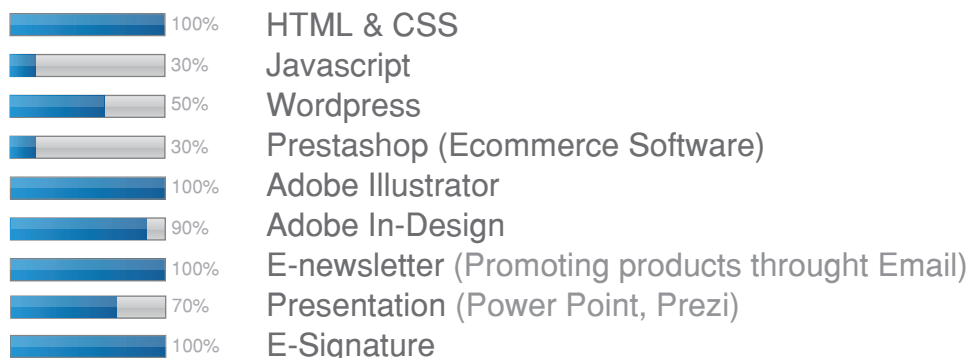 100% HTML & CSS
30% Javascript
50% Wordpress
30% Prestashop (Ecommerce Software)
100% Adobe Illustrator
90% Adobe In-Design
100% E-newsletter (Promoting products throught Email)
70% Presentation (Power Point, Prezi)
100% E-Signature